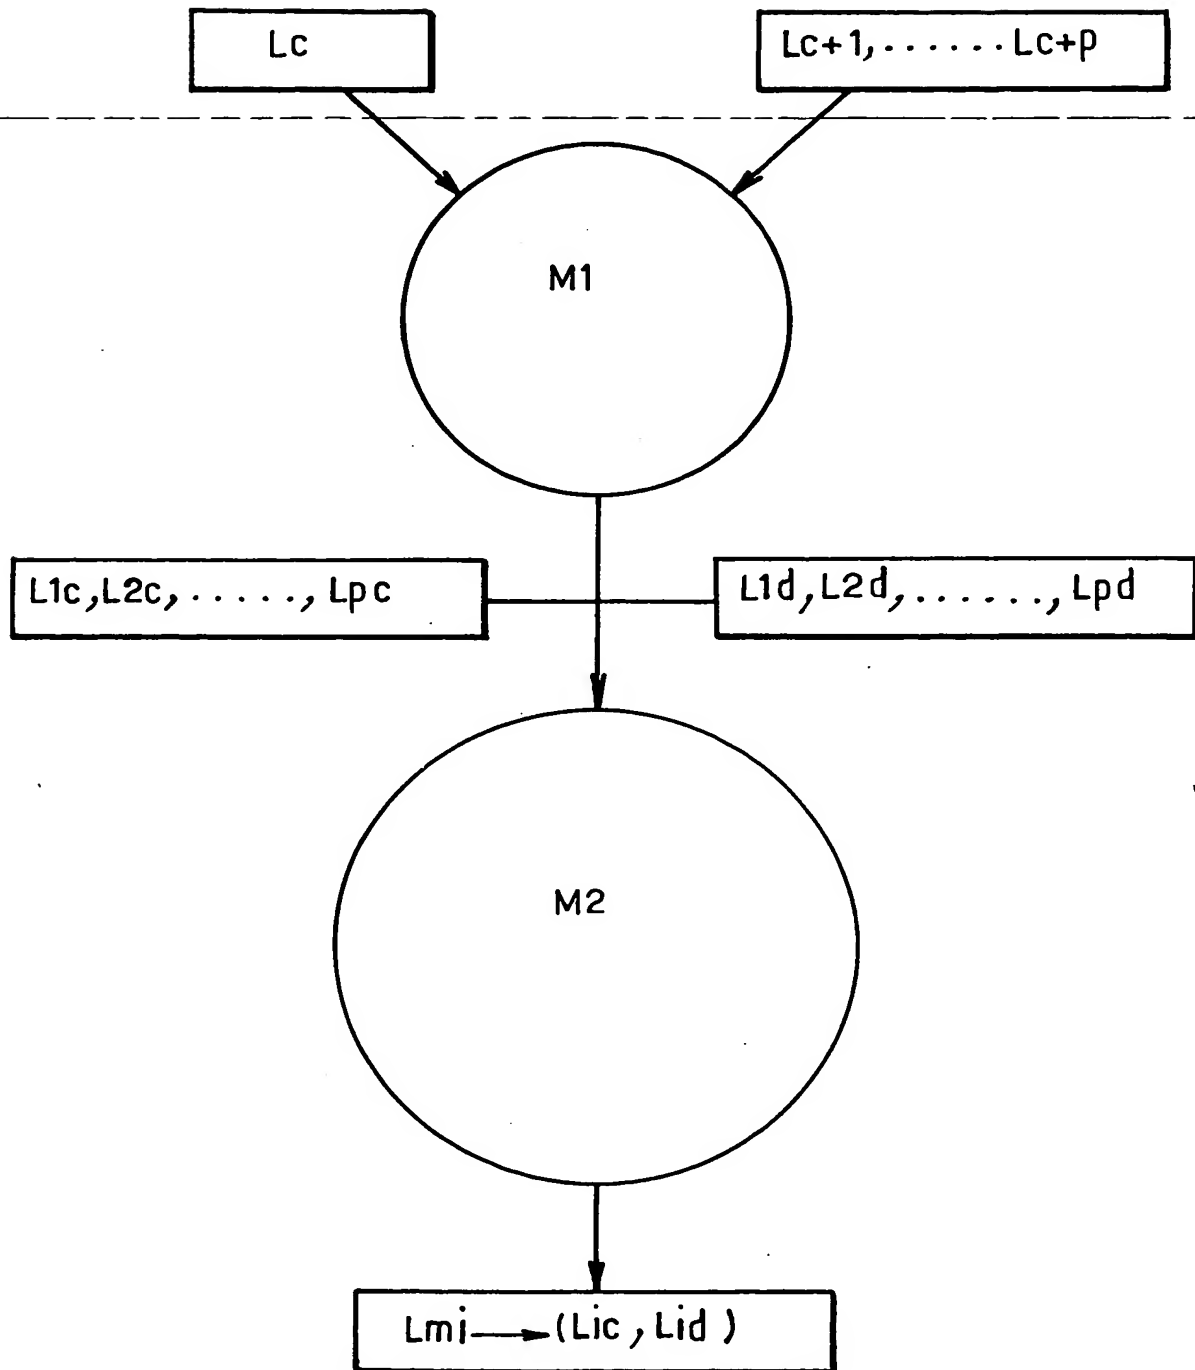 Lc
Lc+1,......Lc+p
M1
L1c,L2c,.....,Lpc
L1d,L2d,......,Lpd
M2
Lmi→(Lic,Lid)